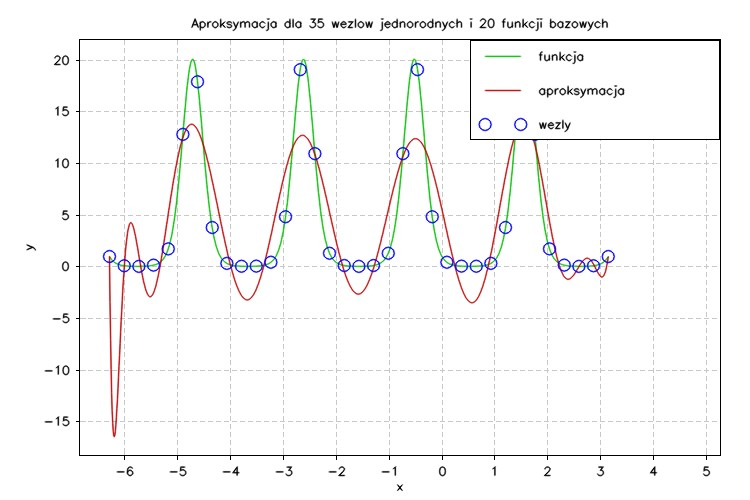 Aproksymacja dla 35 wezlow jednorodnych i 20 funkcji bazowych
funkcja
aproksymacja
wezly
20
15
10
5
0
−5
−10
−15
y
−6 −5 −4 −3 −2 −1 0 1 2 3 4 5
x